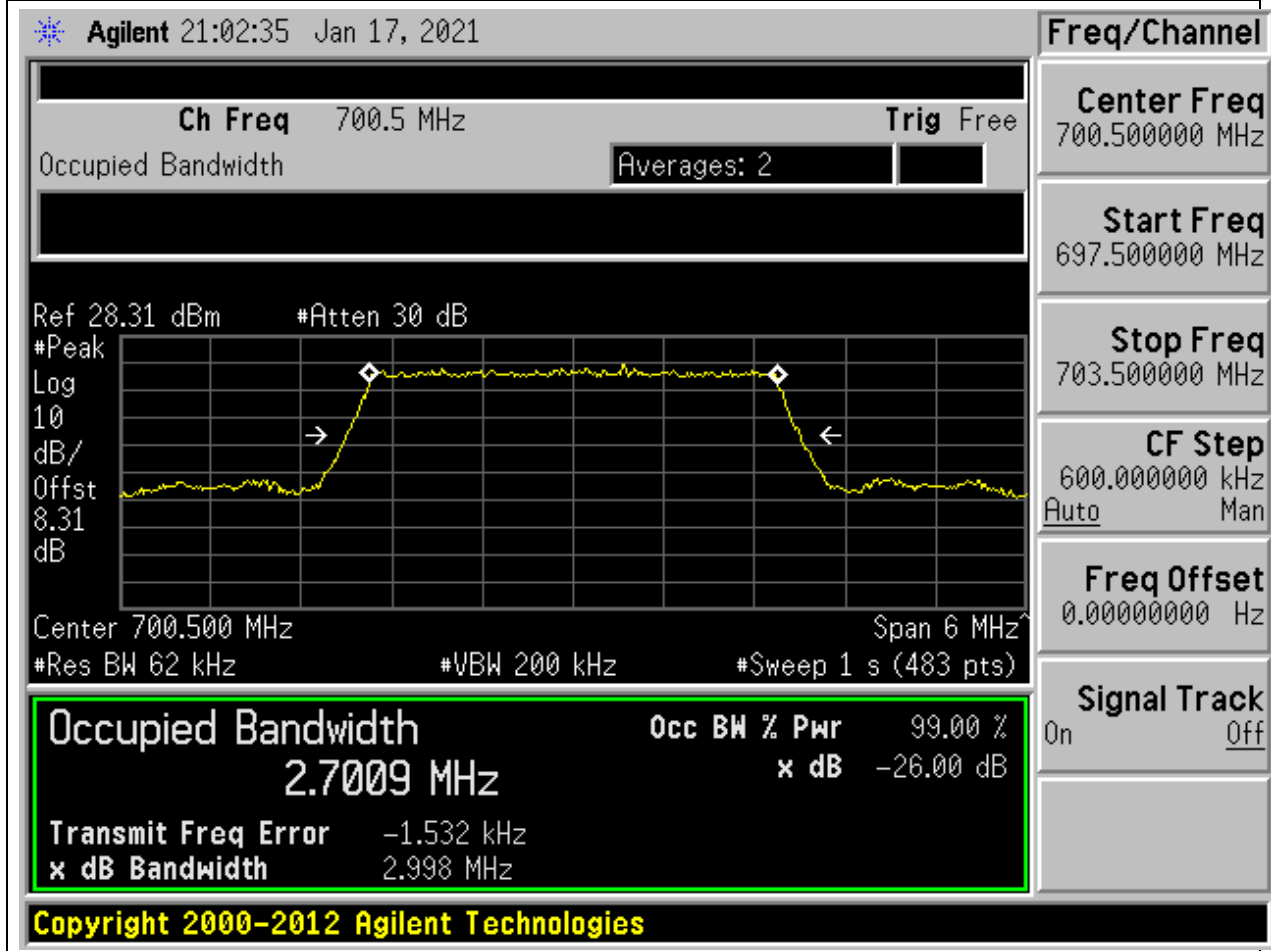 Agilent 21:02:35 Jan 17, 2021
Freq/Channel
Ch Freq 700.5 MHz Trig Free
Occupied Bandwidth Averages: 2
Ref 28.31 dBm #Atten 30 dB
#Peak
Log
10
dB/
Offst
8.31
dB
Center 700.500 MHz Span 6 MHz^
#Res BW 62 kHz #VBW 200 kHz #Sweep 1 s (483 pts)
Occupied Bandwidth Occ BW % Pwr 99.00 %
2.7009 MHz x dB -26.00 dB
Transmit Freq Error -1.532 kHz
x dB Bandwidth 2.998 MHz
Copyright 2000-2012 Agilent Technologies
Center Freq
700.500000 MHz
Start Freq
697.500000 MHz
Stop Freq
703.500000 MHz
CF Step
600.000000 kHz
Auto Man
Freq Offset
0.00000000 Hz
Signal Track
On Off